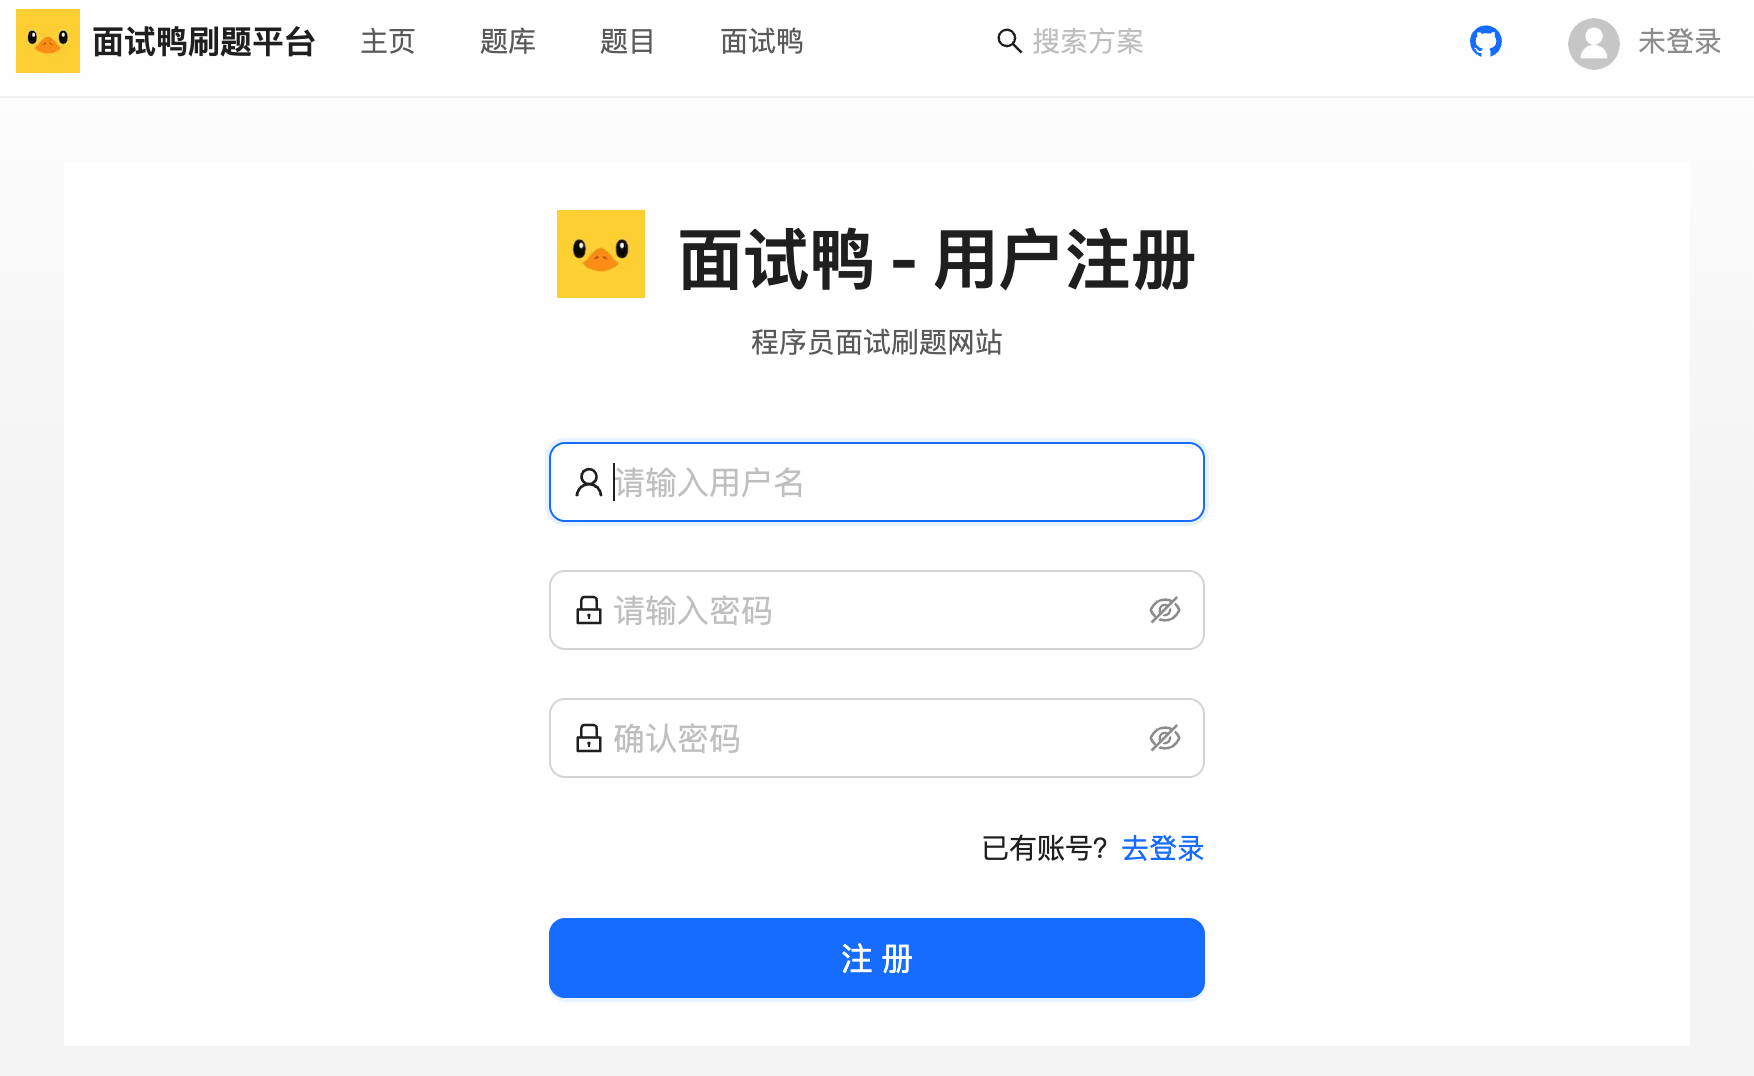 面试鸭刷题平台 主页 题库 题目 面试鸭 搜索方案 未登录
面试鸭 - 用户注册
程序员面试刷题网站
请输入用户名
请输入密码
确认密码
已有账号? 去登录
注 册